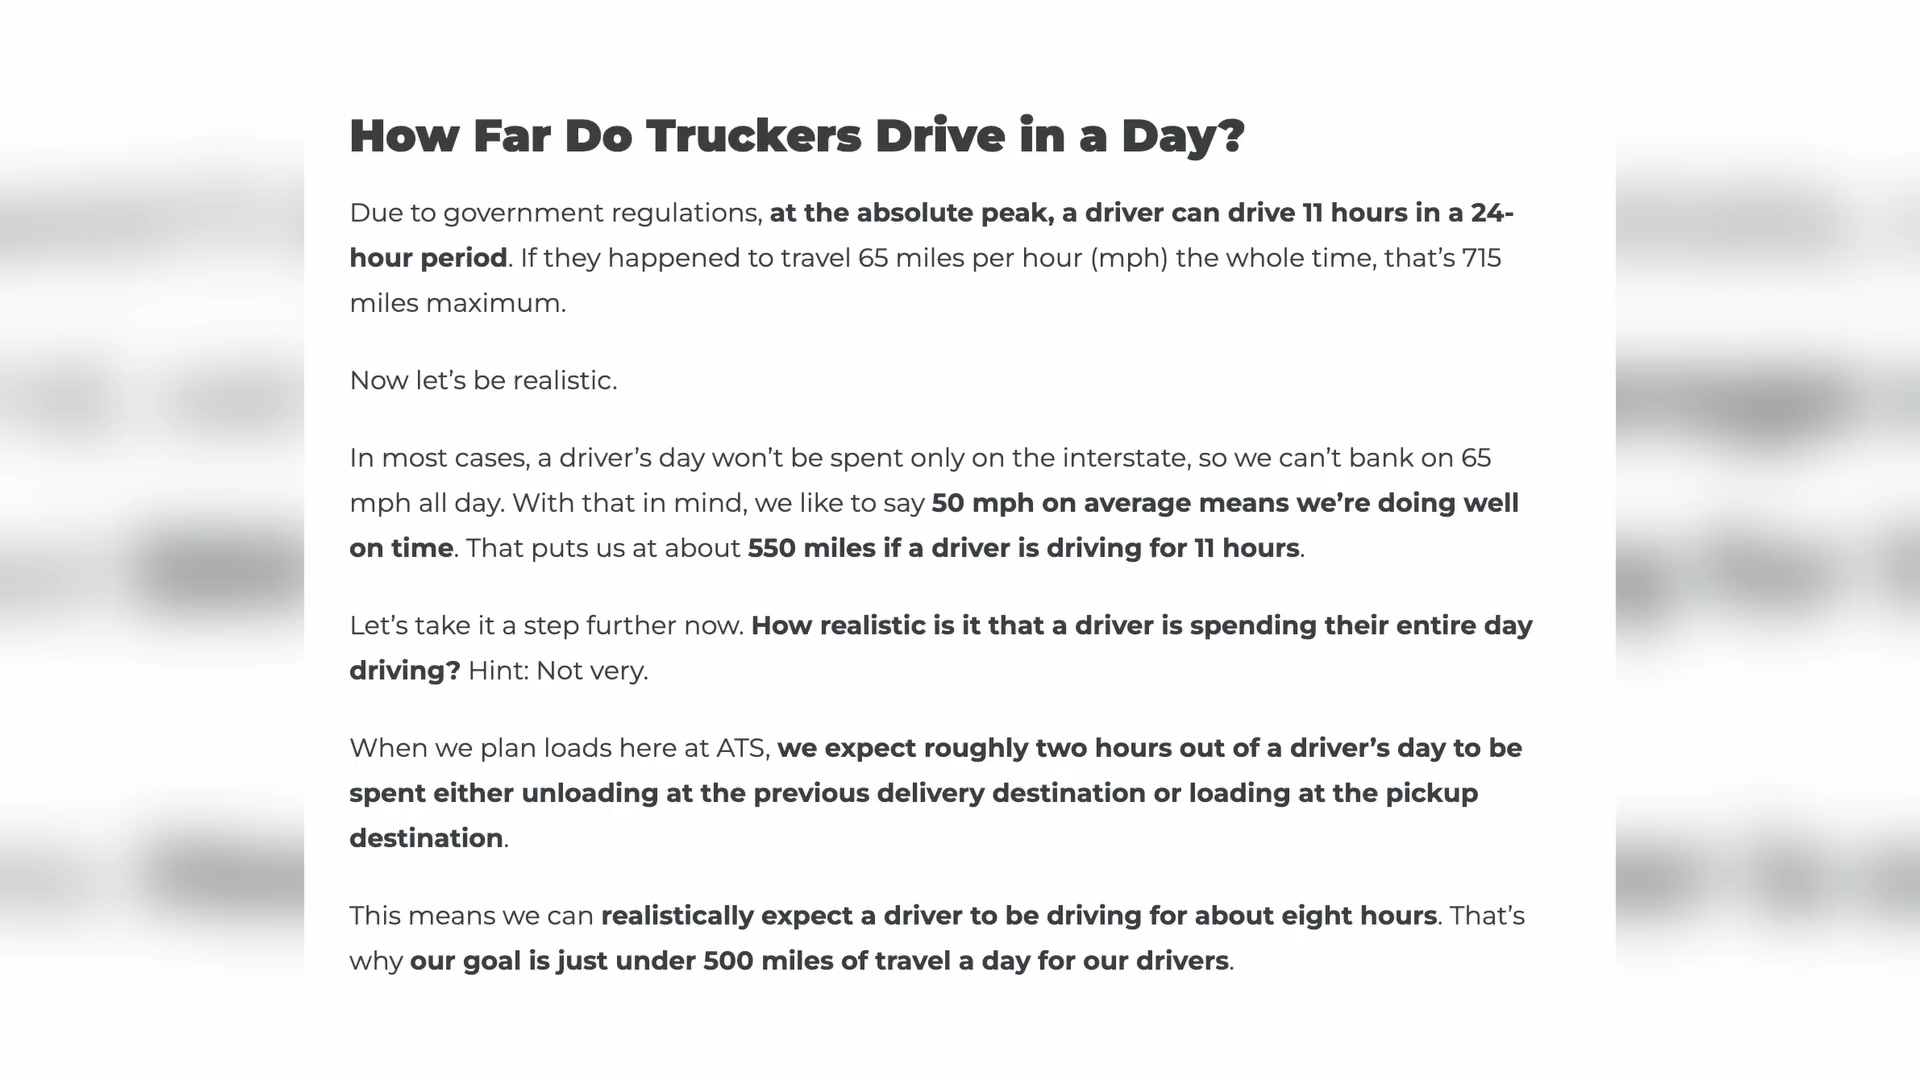 How Far Do Truckers Drive in a Day?
Due to government regulations, at the absolute peak, a driver can drive 11 hours in a 24-
hour period. If they happened to travel 65 miles per hour (mph) the whole time, that’s 715
miles maximum.
Now let’s be realistic.
In most cases, a driver’s day won’t be spent only on the interstate, so we can’t bank on 65
mph all day. With that in mind, we like to say 50 mph on average means we’re doing well
on time. That puts us at about 550 miles if a driver is driving for 11 hours.
Let’s take it a step further now. How realistic is it that a driver is spending their entire day
driving? Hint: Not very.
When we plan loads here at ATS, we expect roughly two hours out of a driver’s day to be
spent either unloading at the previous delivery destination or loading at the pickup
destination.
This means we can realistically expect a driver to be driving for about eight hours. That’s
why our goal is just under 500 miles of travel a day for our drivers.